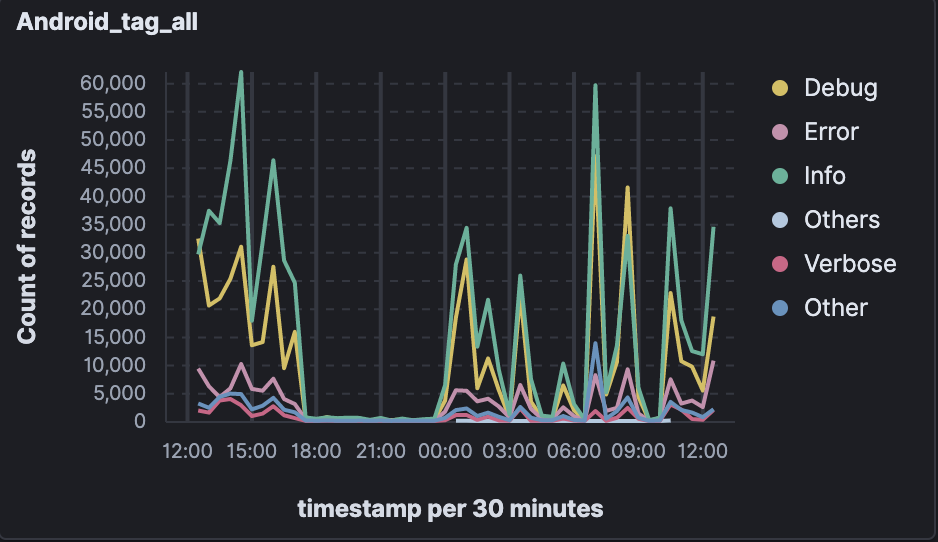 Android_tag_all
Count of records
60,000
55,000
50,000
45,000
40,000
35,000
30,000
25,000
20,000
15,000
10,000
5,000
0
12:00 15:00 18:00 21:00 00:00 03:00 06:00 09:00 12:00
timestamp per 30 minutes
Debug
Error
Info
Others
Verbose
Other